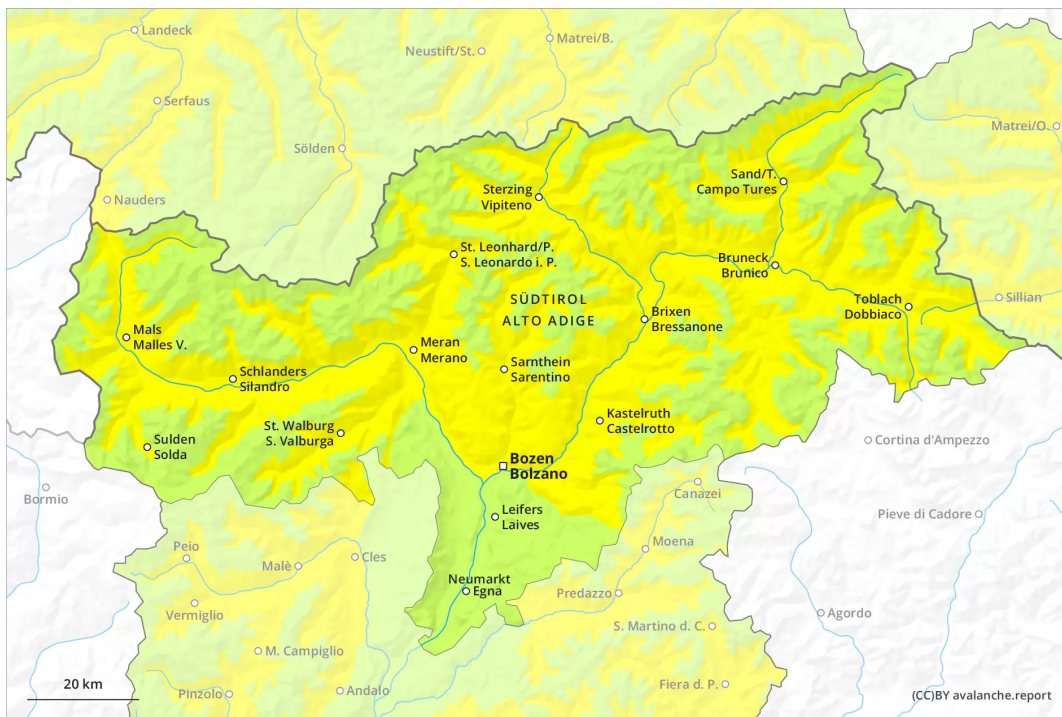 Landeck
Matrei/B.
Neustift/St.
Serfaus
Matrei/O.
Sölden
Sand/T.
Campo Tures
Sterzing
Vipiteno
Nauders
St. Leonhard/P.
S. Leonardo i. P.
Bruneck
Brunico
SÜDTIROL
ALTO ADIGE
Toblach
Dobbiaco
Sillian
Brixen
Bressanone
Mals
Malles V.
Meran
Merano
Schlanders
Silandro
Sarnthein
Sarentino
Kastelruth
Castelrotto
St. Walburg
S. Valburga
Sulden
Solda
Cortina d'Ampezzo
Bozen
Bolzano
Bormio
Canazei
Leifers
Laives
Pieve di Cadore
Peio
Cles
Moena
Malè
Neumarkt
Egna
Predazzo
Vermiglio
Agordo
S. Martino d. C.
M. Campiglio
20 km
Pinzolo
Andalo
Fiera d. P.
(CC)BY avalanche.report